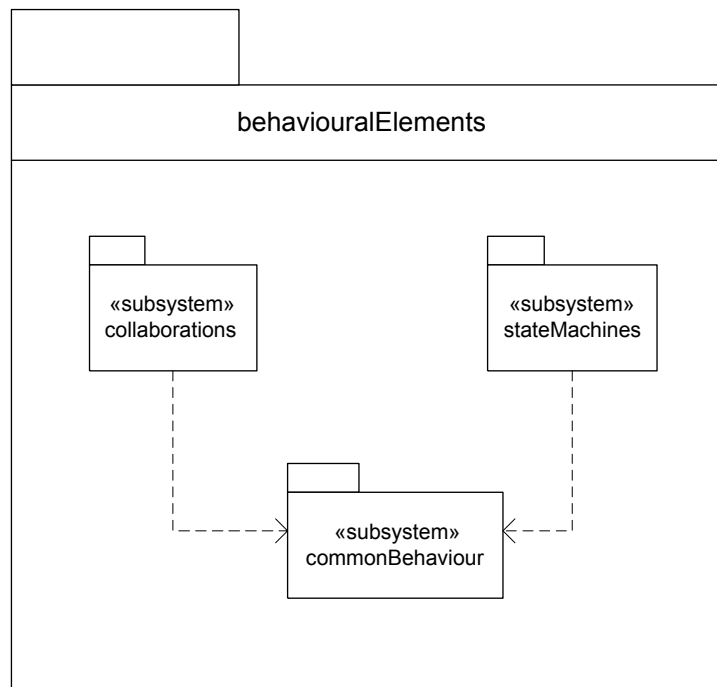 behaviouralElements
«subsystem»
collaborations
«subsystem»
stateMachines
«subsystem»
commonBehaviour